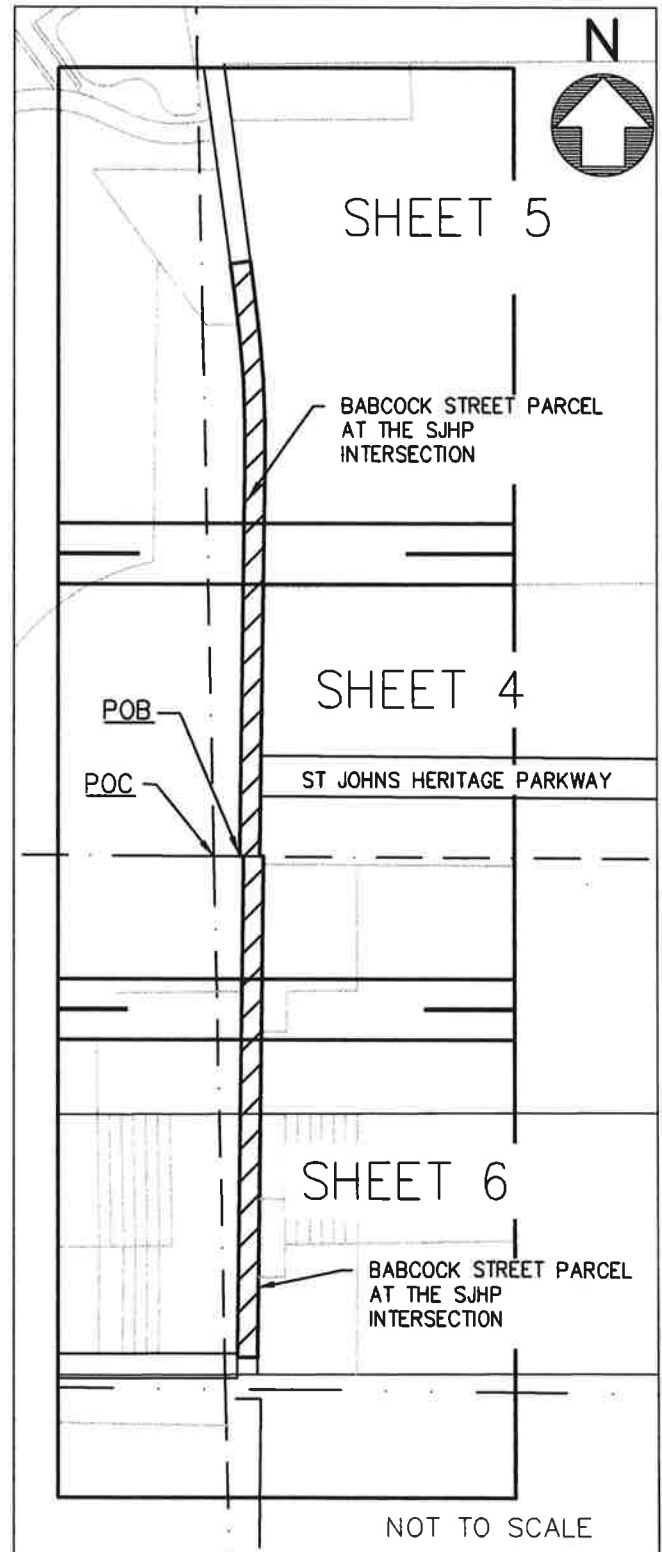 N
SHEET 5
BABCOCK STREET PARCEL
AT THE SJHP
INTERSECTION
SHEET 4
POB
POC
ST JOHNS HERITAGE PARKWAY
SHEET 6
BABCOCK STREET PARCEL
AT THE SJHP
INTERSECTION
NOT TO SCALE